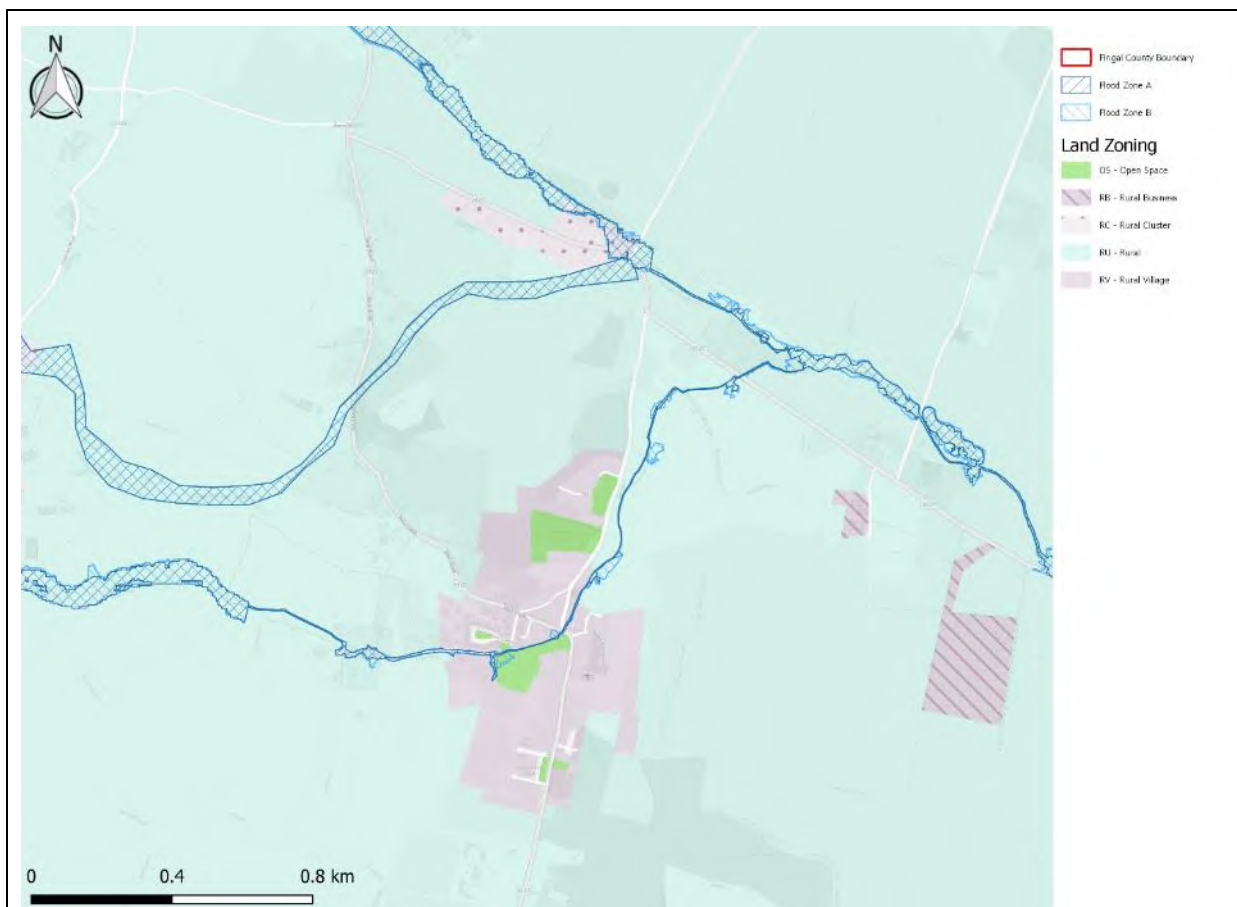 N
Fingal County Boundary
Flood Zone A
Flood Zone B
Land Zoning
OS - Open Space
RB - Rural Business
RC - Rural Cluster
RU - Rural
RV - Rural Village
0 0.4 0.8 km